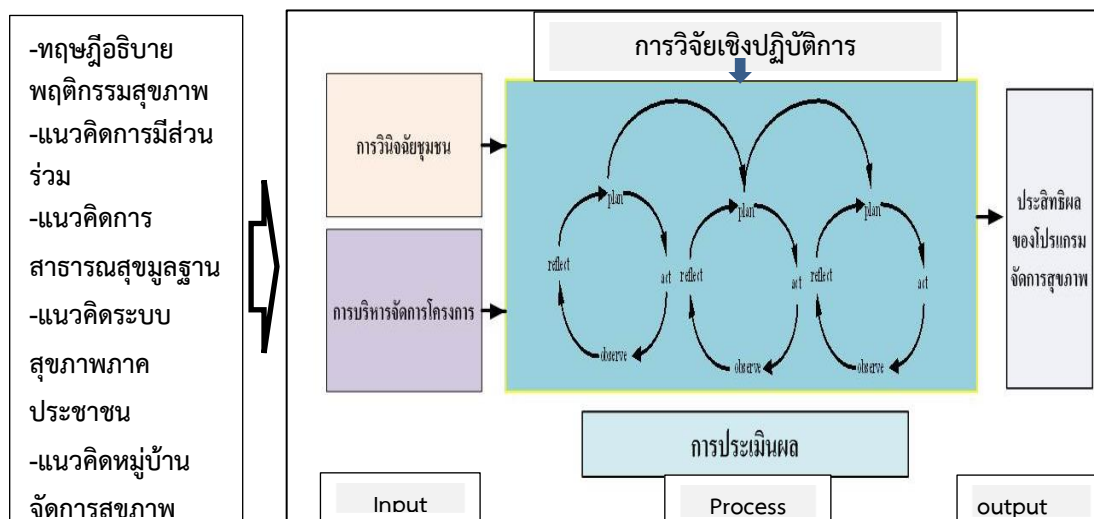 -ทฤษฎีอธิบาย
พฤติกรรมสุขภาพ
-แนวคิดการมีส่วน
ร่วม
-แนวคิดการ
สาธารณสุขมูลฐาน
-แนวคิดระบบ
สุขภาพภาค
ประชาชน
-แนวคิดหมู่บ้าน
จัดการสุขภาพ
การวิจัยเชิงปฏิบัติการ
การวินิจฉัยชุมชน
การบริหารจัดการโครงการ
plan
act
observe
reflect
plan
act
observe
reflect
plan
act
observe
reflect
ประสิทธิผล
ของโปรแกรม
จัดการสุขภาพ
การประเมินผล
Input
Process
output